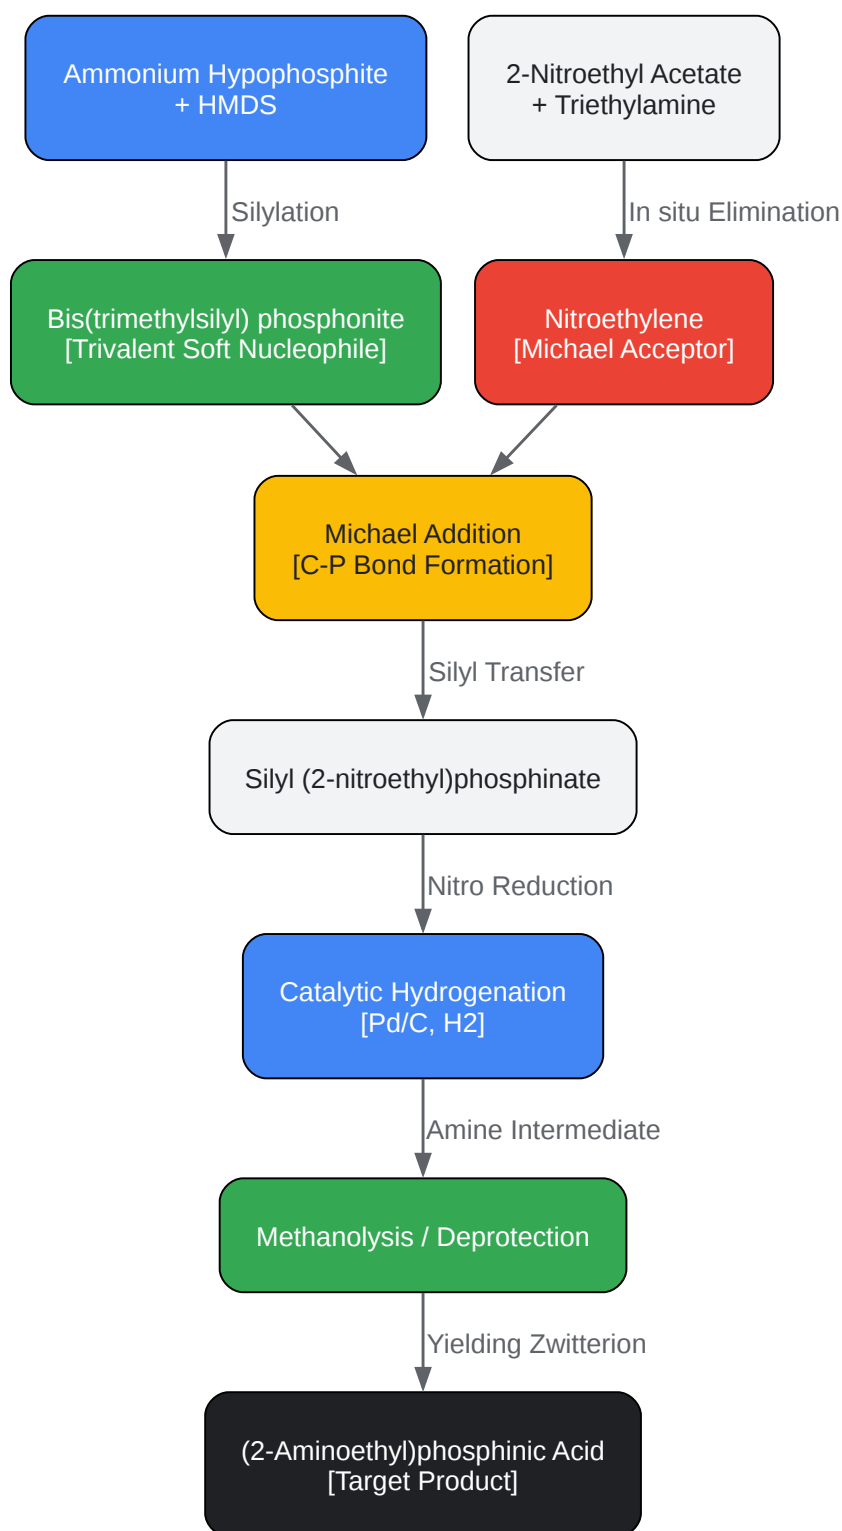 Ammonium Hypophosphite
+ HMDS
2-Nitroethyl Acetate
+ Triethylamine
Silylation
In situ Elimination
Bis(trimethylsilyl) phosphonite
[Trivalent Soft Nucleophile]
Nitroethylene
[Michael Acceptor]
Michael Addition
[C-P Bond Formation]
Silyl Transfer
Silyl (2-nitroethyl)phosphinate
Nitro Reduction
Catalytic Hydrogenation
[Pd/C, H2]
Amine Intermediate
Methanolysis / Deprotection
Yielding Zwitterion
(2-Aminoethyl)phosphinic Acid
[Target Product]